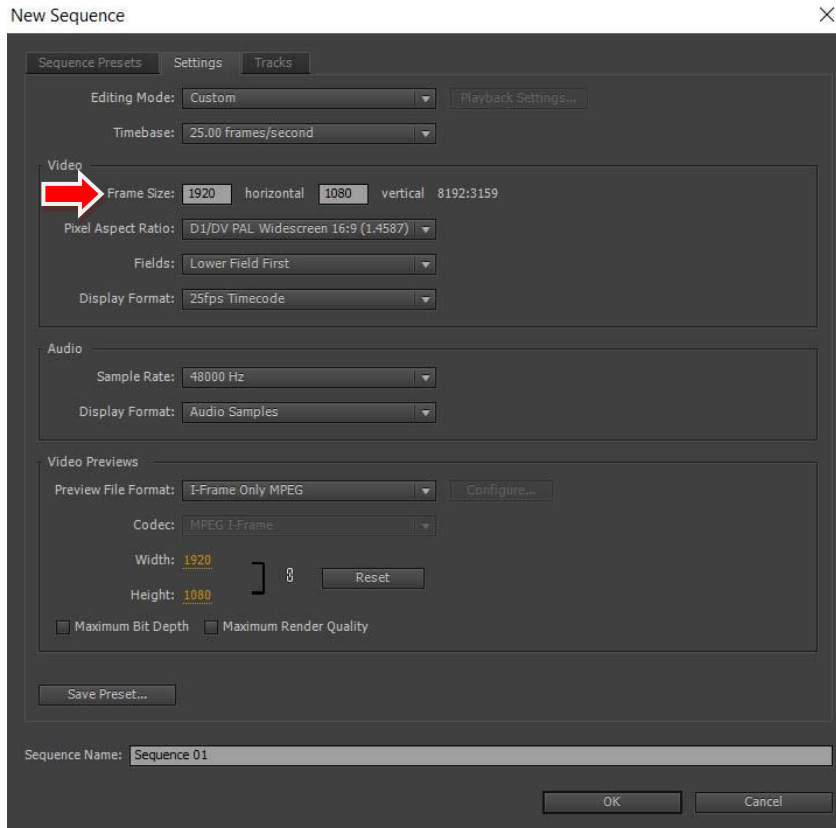 New Sequence
Sequence Presets Settings Tracks
Editing Mode: Custom Playback Settings...
Timebase: 25.00 frames/second
Video
Frame Size: 1920 horizontal 1080 vertical 8192:3159
Pixel Aspect Ratio: D1/DV PAL Widescreen 16:9 (1.4587)
Fields: Lower Field First
Display Format: 25fps Timecode
Audio
Sample Rate: 48000 Hz
Display Format: Audio Samples
Video Previews
Preview File Format: I-Frame Only MPEG Configure...
Codec: MPEG I-Frame
Width: 1920
Reset
Height: 1080
Maximum Bit Depth Maximum Render Quality
Save Preset...
Sequence Name: Sequence 01
OK Cancel